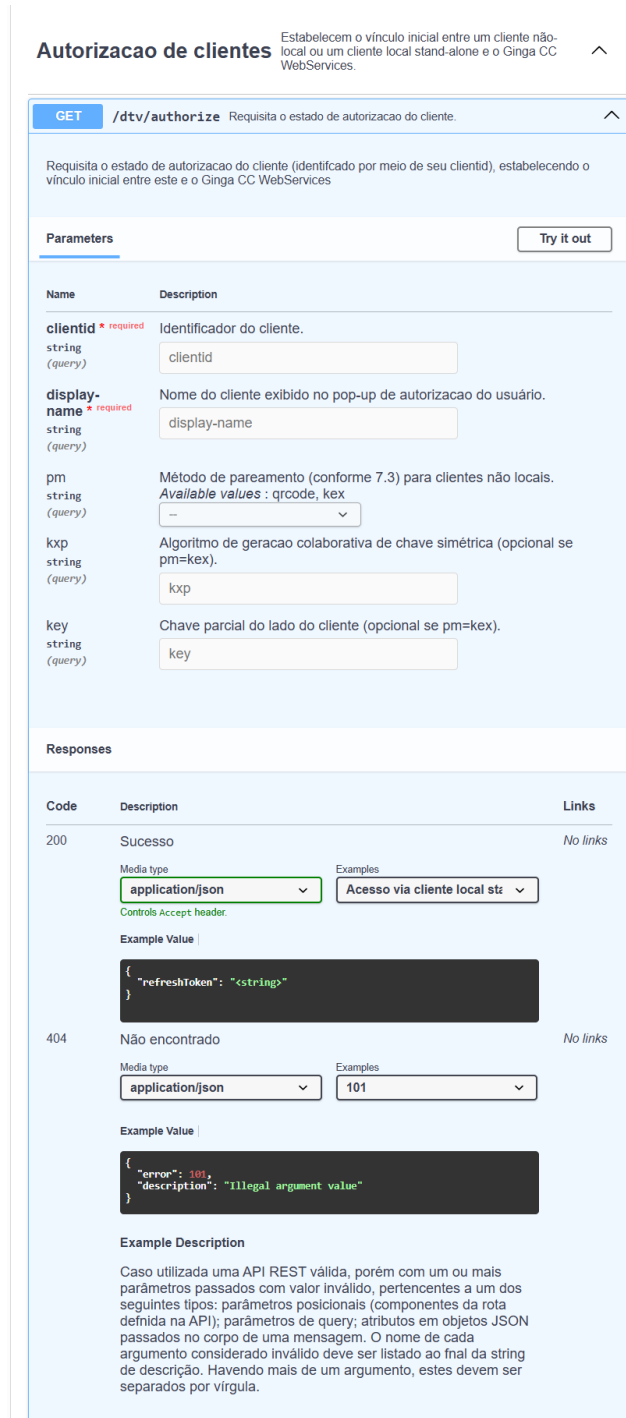 Autorizacao de clientes
Estabelecem o vínculo inicial entre um cliente não-
local ou um cliente local stand-alone e o Ginga CC
WebServices.
GET /dtv/authorize Requisita o estado de autorizacao do cliente.
Requisita o estado de autorizacao do cliente (identifcado por meio de seu clientid), estabelecendo o
vínculo inicial entre este e o Ginga CC WebServices
Parameters
Try it out
Name Description
clientid * required
string
(query)
Identificador do cliente.
clientid
display-
name * required
string
(query)
Nome do cliente exibido no pop-up de autorizacao do usuário.
display-name
pm
string
(query)
Método de pareamento (conforme 7.3) para clientes não locais.
Available values : qrcode, kex
--
kxp
string
(query)
Algoritmo de geracao colaborativa de chave simétrica (opcional se
pm=kex).
kxp
key
string
(query)
Chave parcial do lado do cliente (opcional se pm=kex).
key
Responses
Code Description Links
200 Sucesso No links
Media type Examples
application/json Acesso via cliente local sta
Controls Accept header.
Example Value
{
"refreshToken": "<string>"
}
404 Não encontrado No links
Media type Examples
application/json 101
Example Value
{
"error": 101,
"description": "Illegal argument value"
}
Example Description
Caso utilizada uma API REST válida, porém com um ou mais
parâmetros passados com valor inválido, pertencentes a um dos
seguintes tipos: parâmetros posicionais (componentes da rota
defnida na API); parâmetros de query; atributos em objetos JSON
passados no corpo de uma mensagem. O nome de cada
argumento considerado inválido deve ser listado ao fnal da string
de descrição. Havendo mais de um argumento, estes devem ser
separados por vírgula.